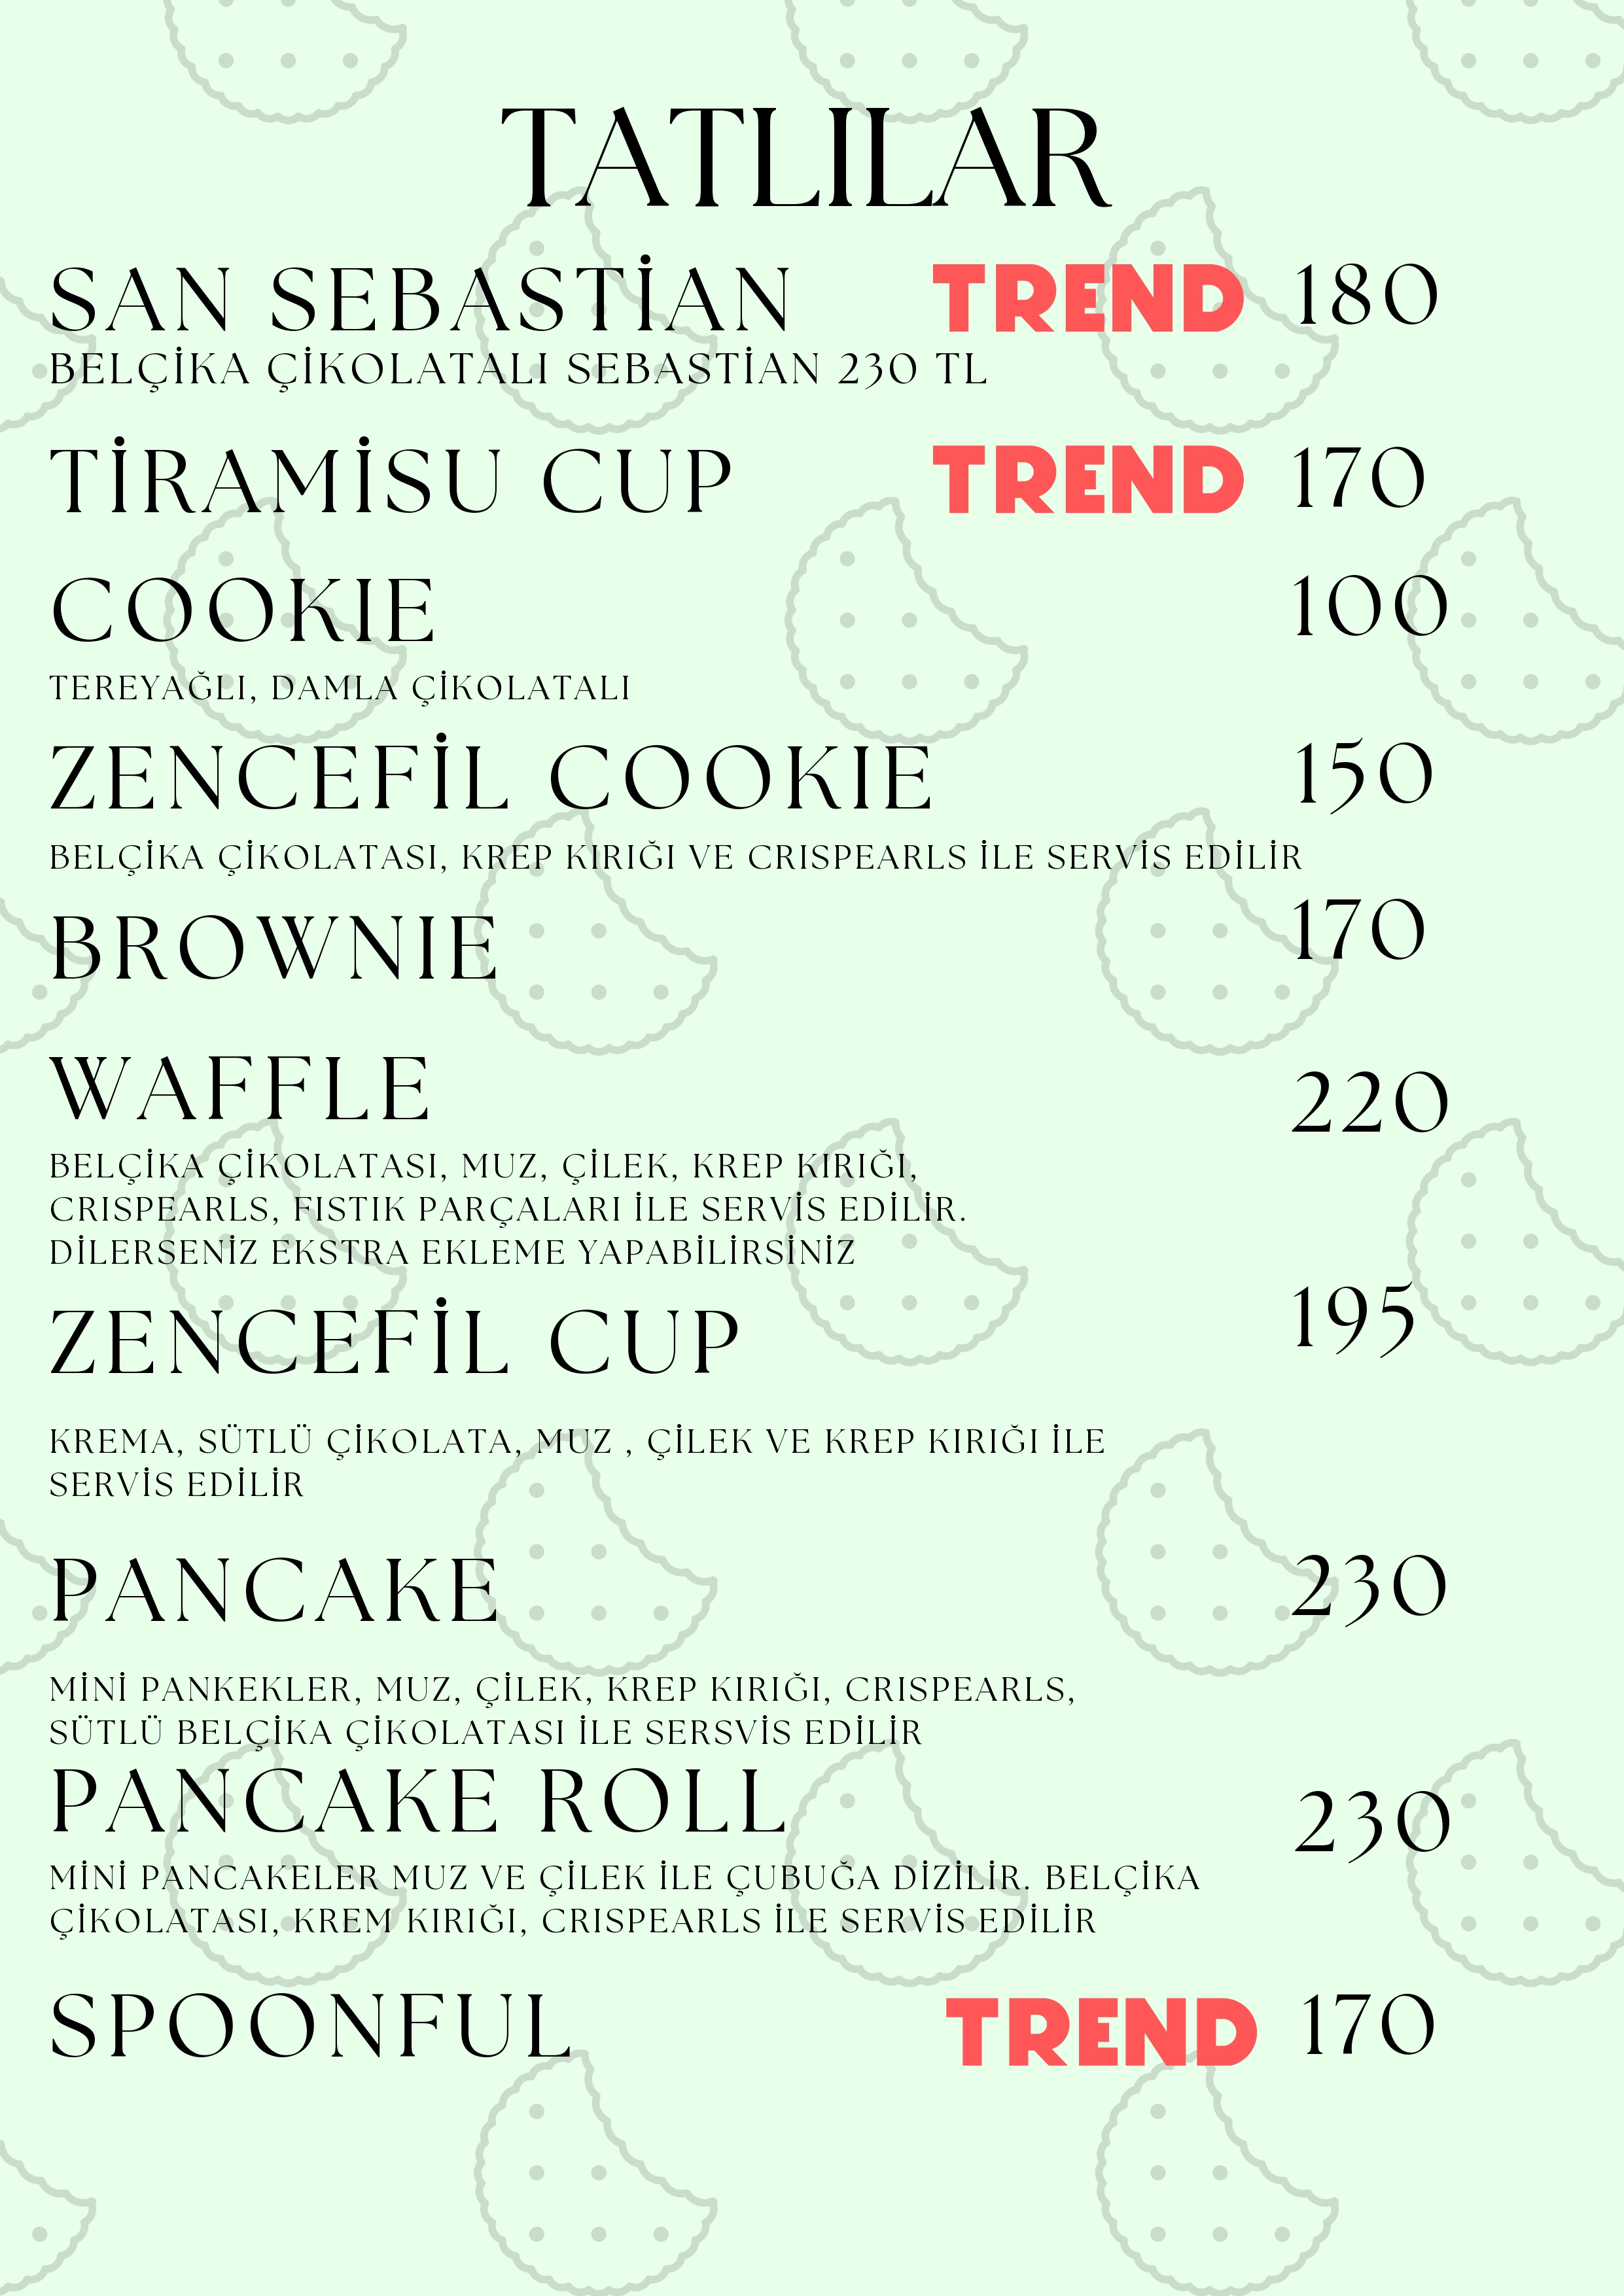 TATLILAR
SAN SEBASTİAN TREND 180
BELÇİKA ÇİKOLATALI SEBASTİAN 230 TL
TİRAMİSU CUP TREND 170
COOKIE 100
TEREYAĞLI, DAMLA ÇİKOLATALI
ZENCEFİL COOKIE 150
BELÇİKA ÇİKOLATASI, KREP KIRIĞI VE CRISPEARLS İLE SERVİS EDİLİR
BROWNIE 170
WAFFLE 220
BELÇİKA ÇİKOLATASI, MUZ, ÇİLEK, KREP KIRIĞI,
CRISPEARLS, FISTIK PARÇALARI İLE SERVİS EDİLİR.
DİLERSENİZ EKSTRA EKLEME YAPABİLİRSİNİZ
ZENCEFİL CUP 195
KREMA, SÜTLÜ ÇİKOLATA, MUZ , ÇİLEK VE KREP KIRIĞI İLE
SERVİS EDİLİR
PANCAKE 230
MİNİ PANKEKLER, MUZ, ÇİLEK, KREP KIRIĞI, CRISPEARLS,
SÜTLÜ BELÇİKA ÇİKOLATASI İLE SERSVİS EDİLİR
PANCAKE ROLL 230
MİNİ PANCAKELER MUZ VE ÇİLEK İLE ÇUBUĞA DİZİLİR. BELÇİKA
ÇİKOLATASI, KREM KIRIĞI, CRISPEARLS İLE SERVİS EDİLİR
SPOONFUL TREND 170